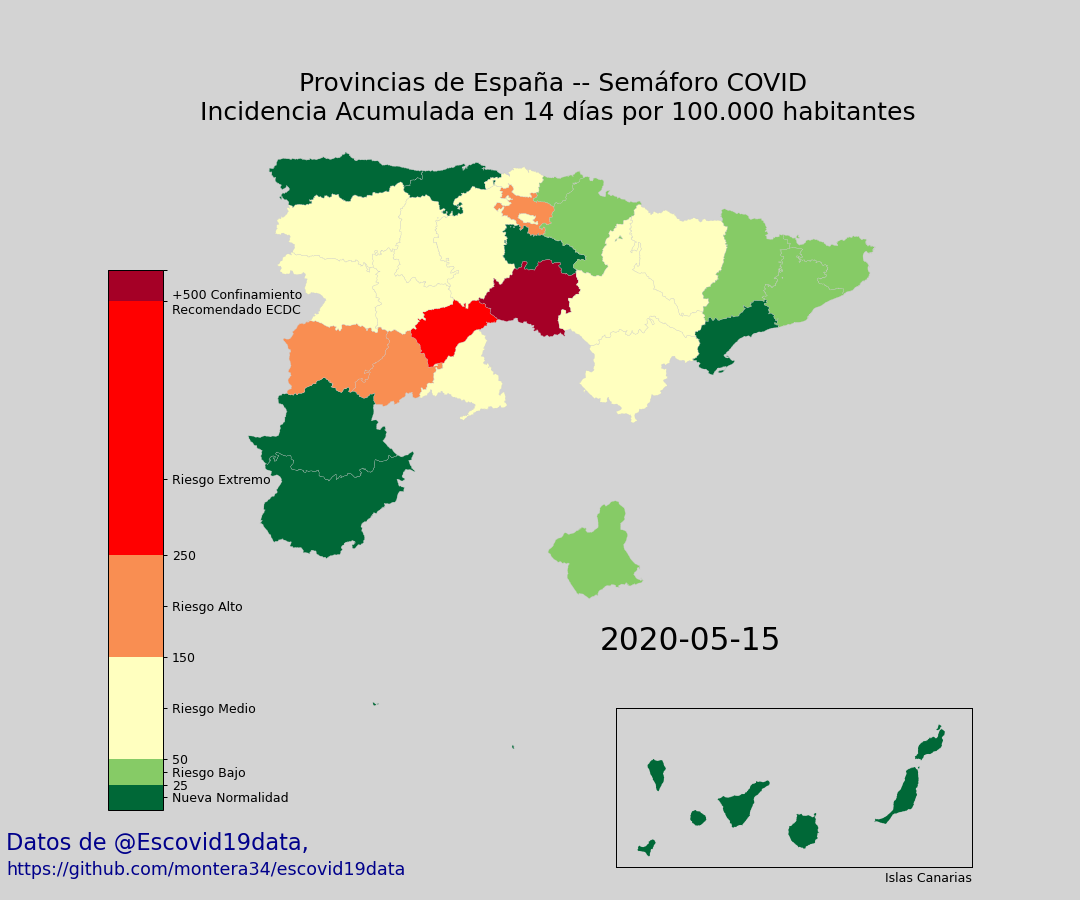 Provincias de España -- Semáforo COVID
Incidencia Acumulada en 14 días por 100.000 habitantes
+500 Confinamiento
Recomendado ECDC
Riesgo Extremo
250
Riesgo Alto
150
Riesgo Medio
50
Riesgo Bajo
25
Nueva Normalidad
2020-05-15
Islas Canarias
Datos de @Escovid19data,
https://github.com/montera34/escovid19data